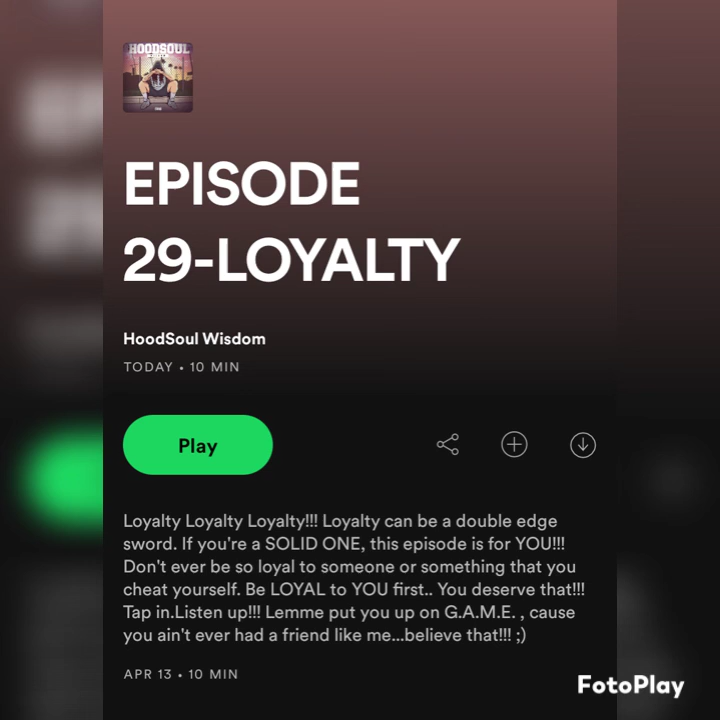 HOODSOUL
EPISODE
29-LOYALTY
HoodSoul Wisdom
TODAY • 10 MIN
Play
Loyalty Loyalty Loyalty!!! Loyalty can be a double edge
sword. If you're a SOLID ONE, this episode is for YOU!!!
Don't ever be so loyal to someone or something that you
cheat yourself. Be LOYAL to YOU first.. You deserve that!!!
Tap in.Listen up!!! Lemme put you up on G.A.M.E. , cause
you ain't ever had a friend like me...believe that!!! ;)
APR 13 • 10 MIN
FotoPlay